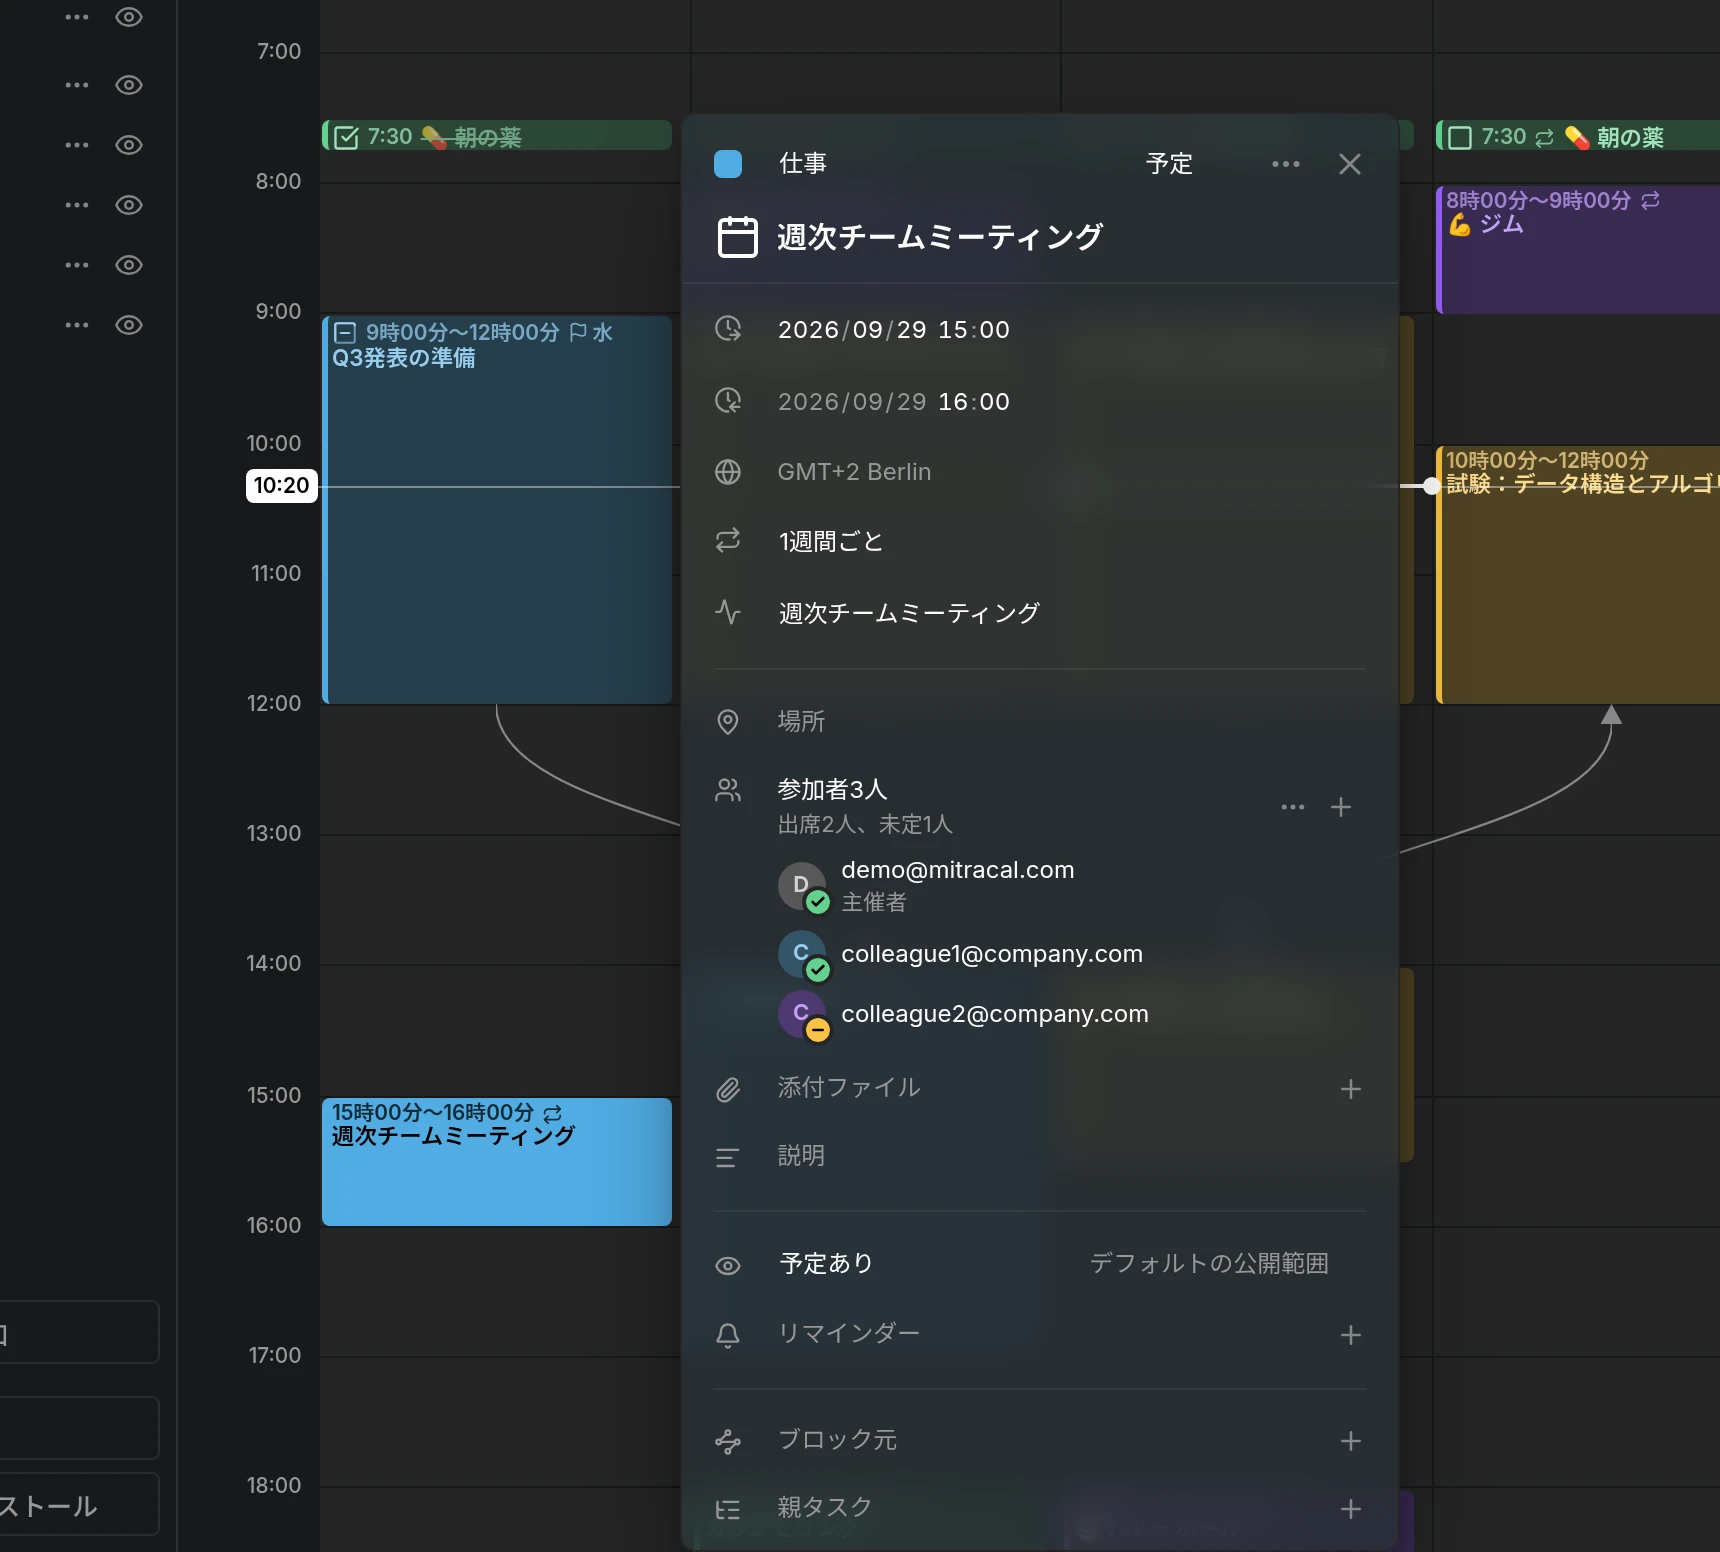 7:00
8:00
9:00
10:00
10:20
11:00
12:00
13:00
14:00
15:00
16:00
17:00
18:00
ストール
7:30 💊 朝の薬
9時00分～12時00分 水
Q3発表の準備
15時00分～16時00分
週次チームミーティング
仕事 予定
週次チームミーティング
2026/09/29 15:00
2026/09/29 16:00
GMT+2 Berlin
1週間ごと
週次チームミーティング
場所
参加者3人
出席2人、未定1人
D demo@mitracal.com
主催者
C colleague1@company.com
C colleague2@company.com
添付ファイル
説明
予定あり デフォルトの公開範囲
リマインダー
ブロック元
親タスク
7:30 💊 朝の薬
8時00分～9時00分
💪 ジム
10時00分～12時00分
試験：データ構造とアルゴ